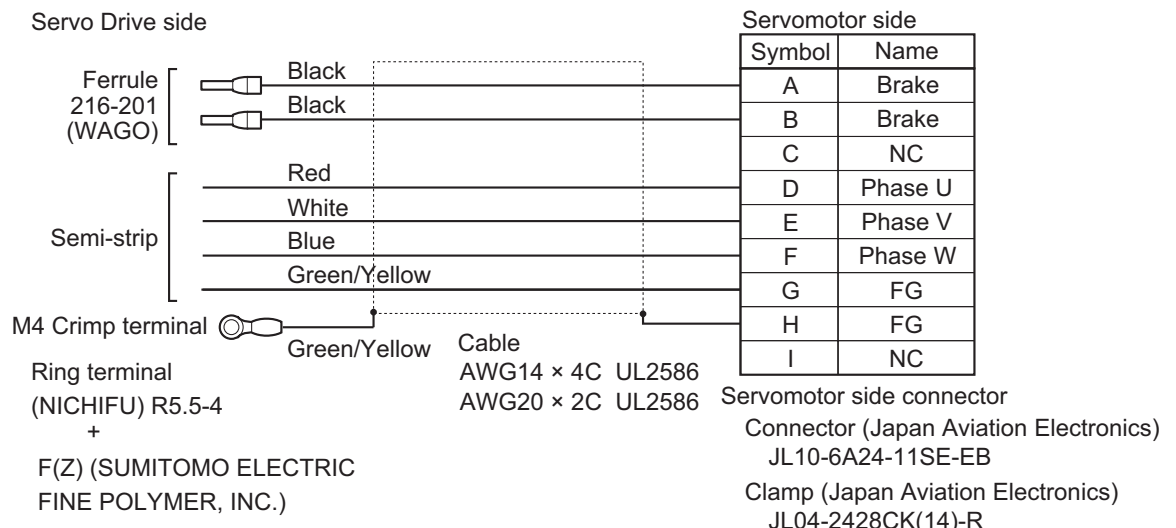 Servo Drive side
Servomotor side
Symbol Name
Ferrule
216-201
(WAGO)
Black
A Brake
Black
B Brake
C NC
Semi-strip
Red
D Phase U
White
E Phase V
Blue
F Phase W
Green/Yellow
G FG
M4 Crimp terminal
Green/Yellow
H FG
I NC
Ring terminal
(NICHIFU) R5.5-4
+
F(Z) (SUMITOMO ELECTRIC
FINE POLYMER, INC.)
Cable
AWG14 × 4C UL2586
AWG20 × 2C UL2586
Servomotor side connector
Connector (Japan Aviation Electronics)
JL10-6A24-11SE-EB
Clamp (Japan Aviation Electronics)
JL04-2428CK(14)-R